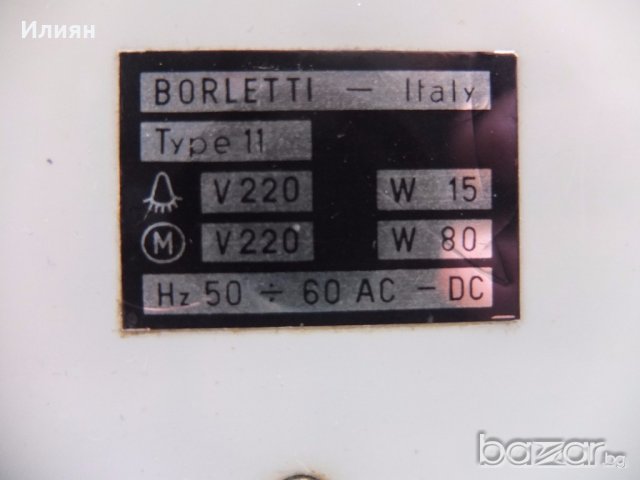 Илиян
BORLETTI — Italy
Type 11
V 220 W 15
M V 220 W 80
Hz 50 ÷ 60 AC – DC
bazar.bg